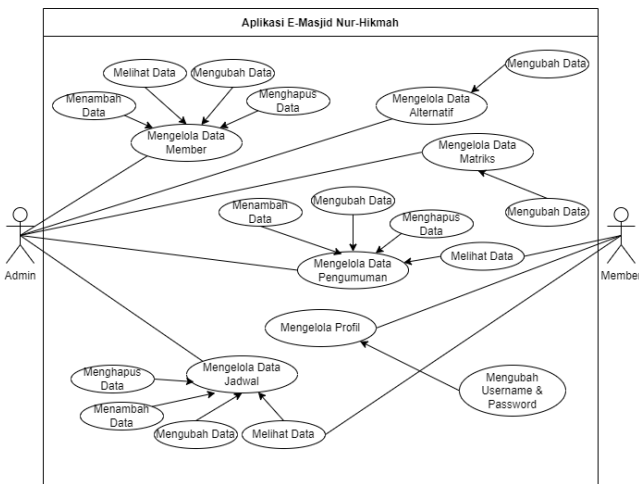 Aplikasi E-Masjid Nur-Hikmah
Melihat Data
Mengubah Data
Mengubah Data
Menambah
Data
Menghapus
Data
Mengelola Data
Member
Mengelola Data
Alternatif
Mengelola Data
Matriks
Mengubah Data
Menambah
Data
Mengubah Data
Menghapus
Data
Mengelola Data
Pengumuman
Melihat Data
Admin
Member
Mengelola Profil
Mengelola Data
Jadwal
Menghapus
Data
Menambah
Data
Mengubah Data
Melihat Data
Mengubah
Username &
Password